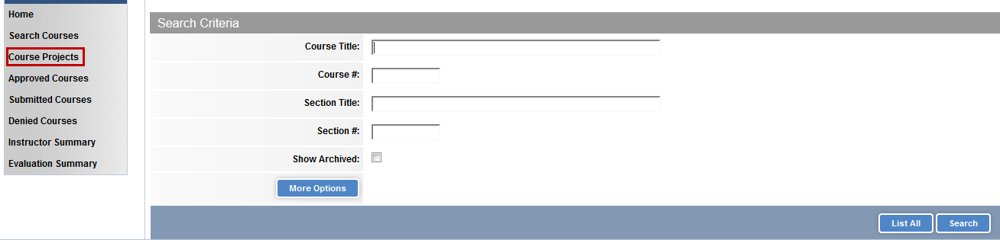 Home
Search Courses
Course Projects
Approved Courses
Submitted Courses
Denied Courses
Instructor Summary
Evaluation Summary
Search Criteria
Course Title:
Course #:
Section Title:
Section #:
Show Archived:
More Options
List All Search